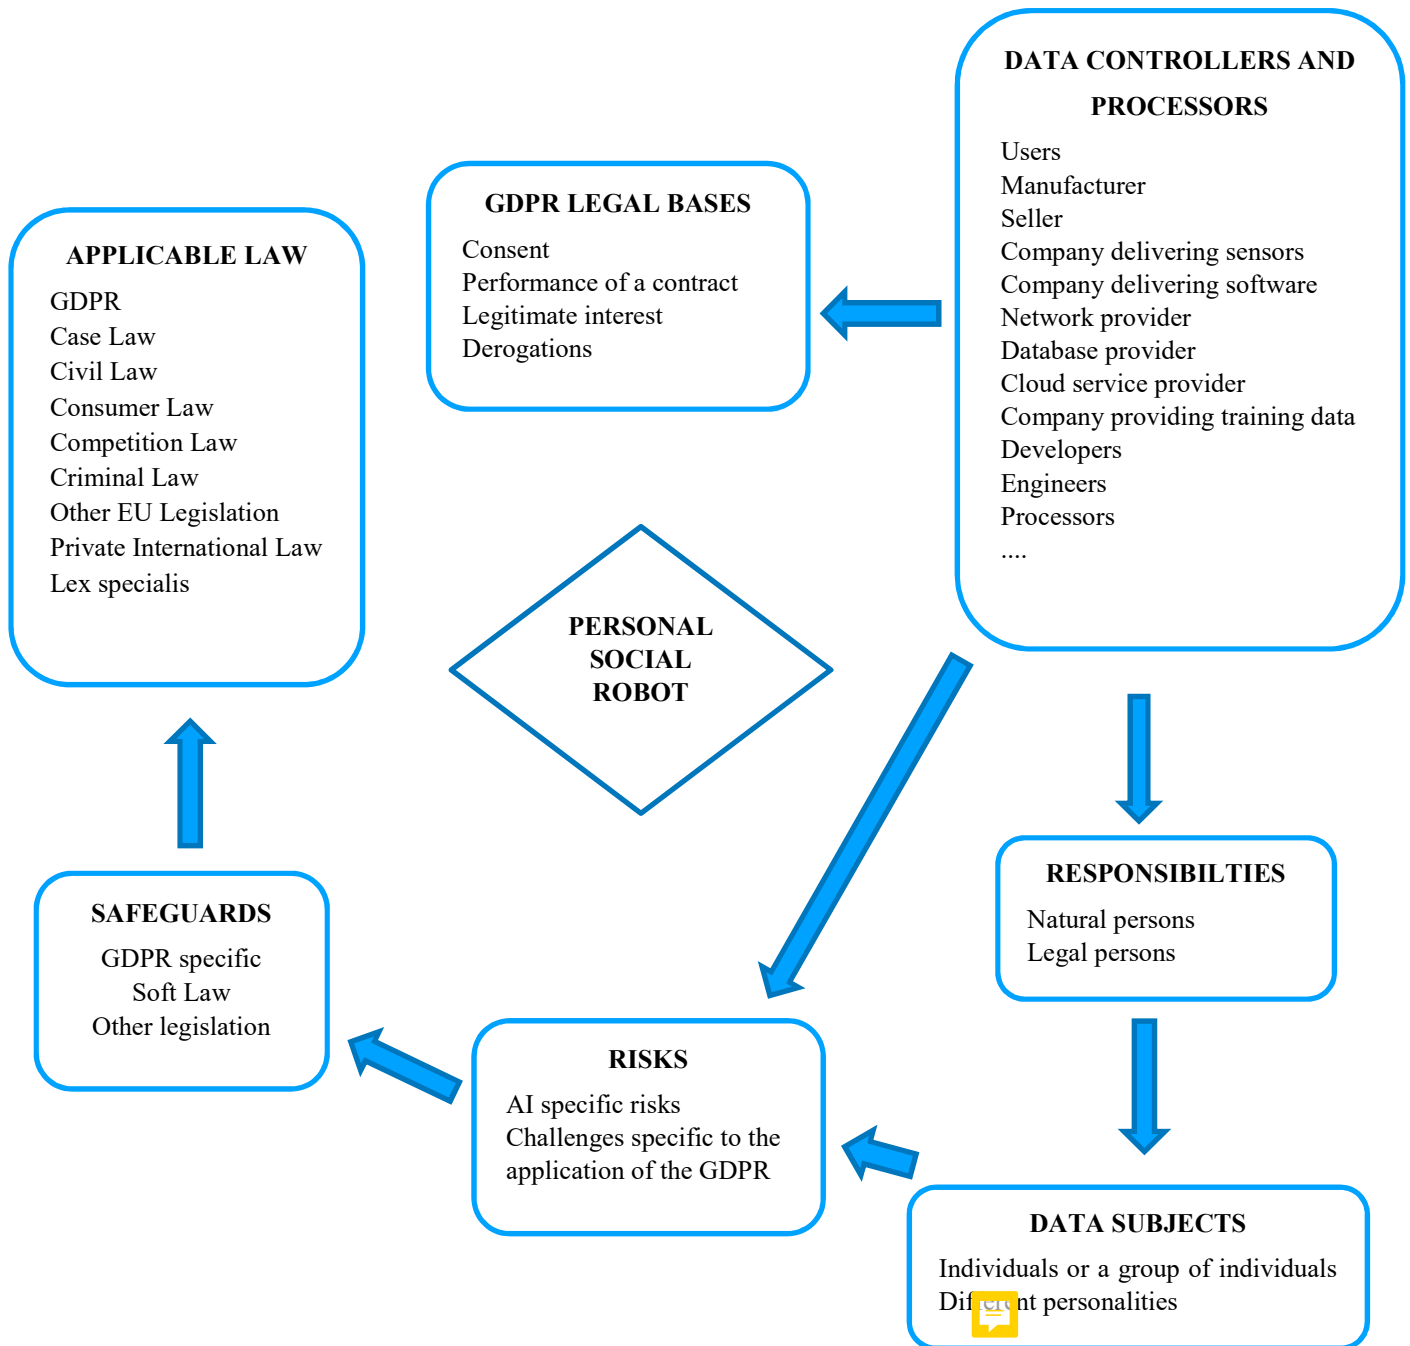 DATA CONTROLLERS AND
PROCESSORS
Users
Manufacturer
Seller
Company delivering sensors
Company delivering software
Network provider
Database provider
Cloud service provider
Company providing training data
Developers
Engineers
Processors
....
GDPR LEGAL BASES
Consent
Performance of a contract
Legitimate interest
Derogations
APPLICABLE LAW
GDPR
Case Law
Civil Law
Consumer Law
Competition Law
Criminal Law
Other EU Legislation
Private International Law
Lex specialis
PERSONAL
SOCIAL
ROBOT
RESPONSIBILTIES
Natural persons
Legal persons
SAFEGUARDS
GDPR specific
Soft Law
Other legislation
RISKS
AI specific risks
Challenges specific to the
application of the GDPR
DATA SUBJECTS
Individuals or a group of individuals
Different personalities